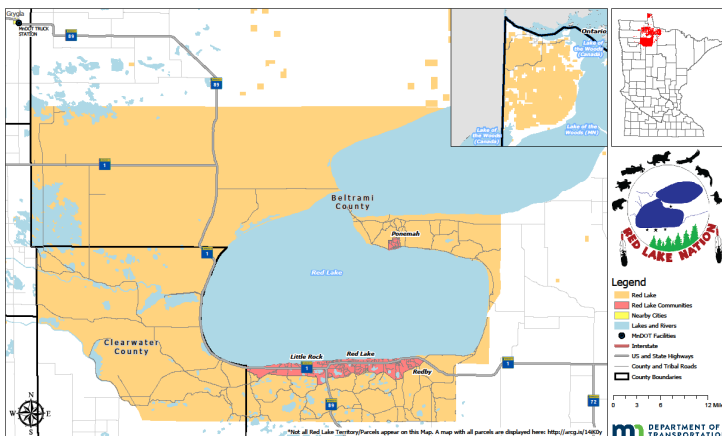 Grygla
MnDOT TRUCK
STATION
89
89
Ontario
Lake of
the Woods
(Canada)
Lake of
the Woods
(Canada)
Lake of the
Woods (MN)
1
Beltrami
County
Ponemah
1
Red Lake
RED LAKE NATION
Clearwater
County
Little Rock
Red Lake
1
Redby
1
89
72
N
W
E
S
Legend
Red Lake
Red Lake Communities
Nearby Cities
Lakes and Rivers
MnDOT Facilities
Interstate
US and State Highways
County and Tribal Roads
County Boundaries
0 3 6 12 Mil
*Not all Red Lake Territory/Parcels appear on this Map. A map with all parcels are displayed here: http://arcg.is/14iK0y
m DEPARTMENT OF
TRANSPORTATIO